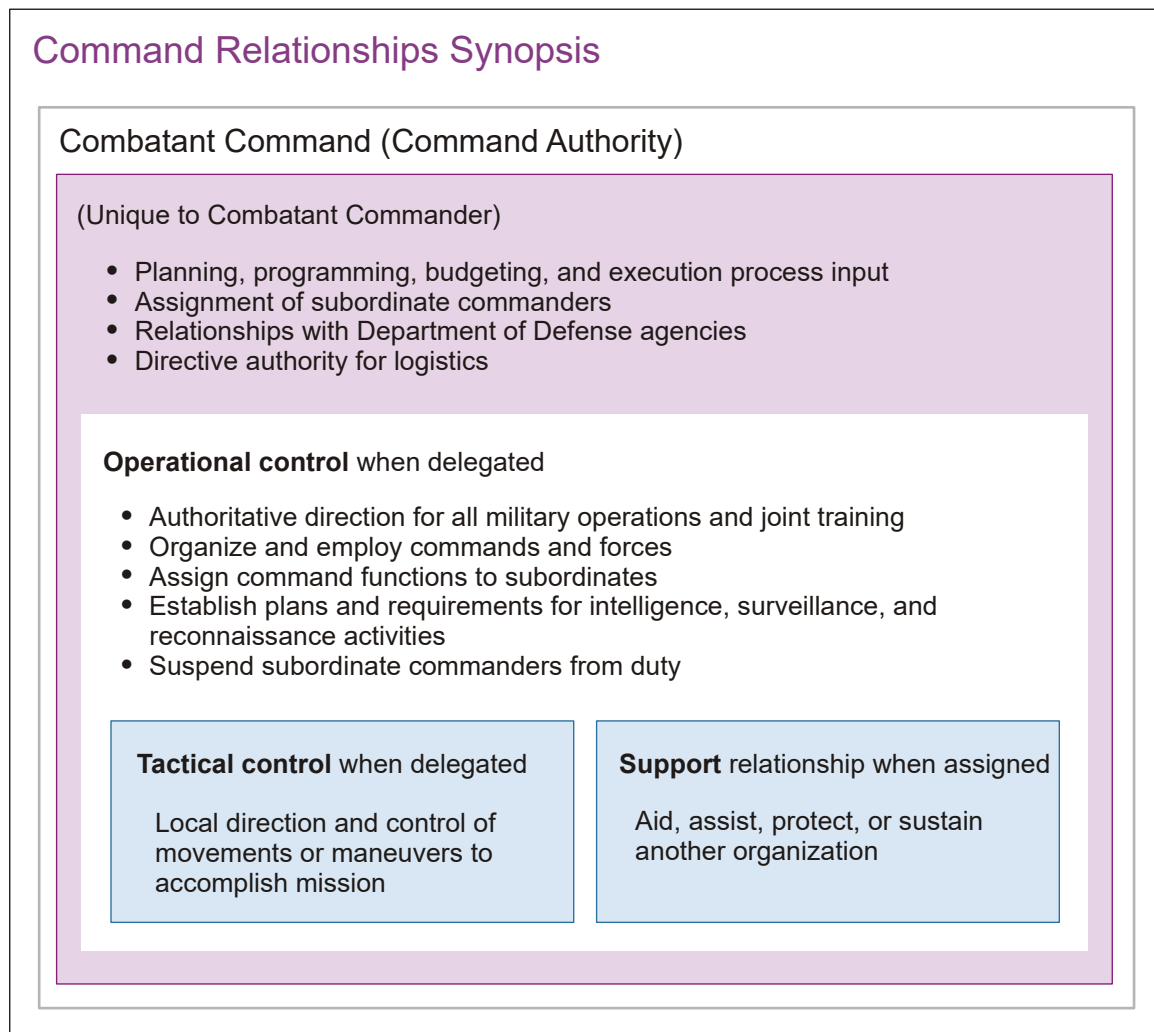 Command Relationships Synopsis
Combatant Command (Command Authority)
(Unique to Combatant Commander)
• Planning, programming, budgeting, and execution process input
• Assignment of subordinate commanders
• Relationships with Department of Defense agencies
• Directive authority for logistics
Operational control when delegated
• Authoritative direction for all military operations and joint training
• Organize and employ commands and forces
• Assign command functions to subordinates
• Establish plans and requirements for intelligence, surveillance, and
reconnaissance activities
• Suspend subordinate commanders from duty
Tactical control when delegated
Local direction and control of
movements or maneuvers to
accomplish mission
Support relationship when assigned
Aid, assist, protect, or sustain
another organization